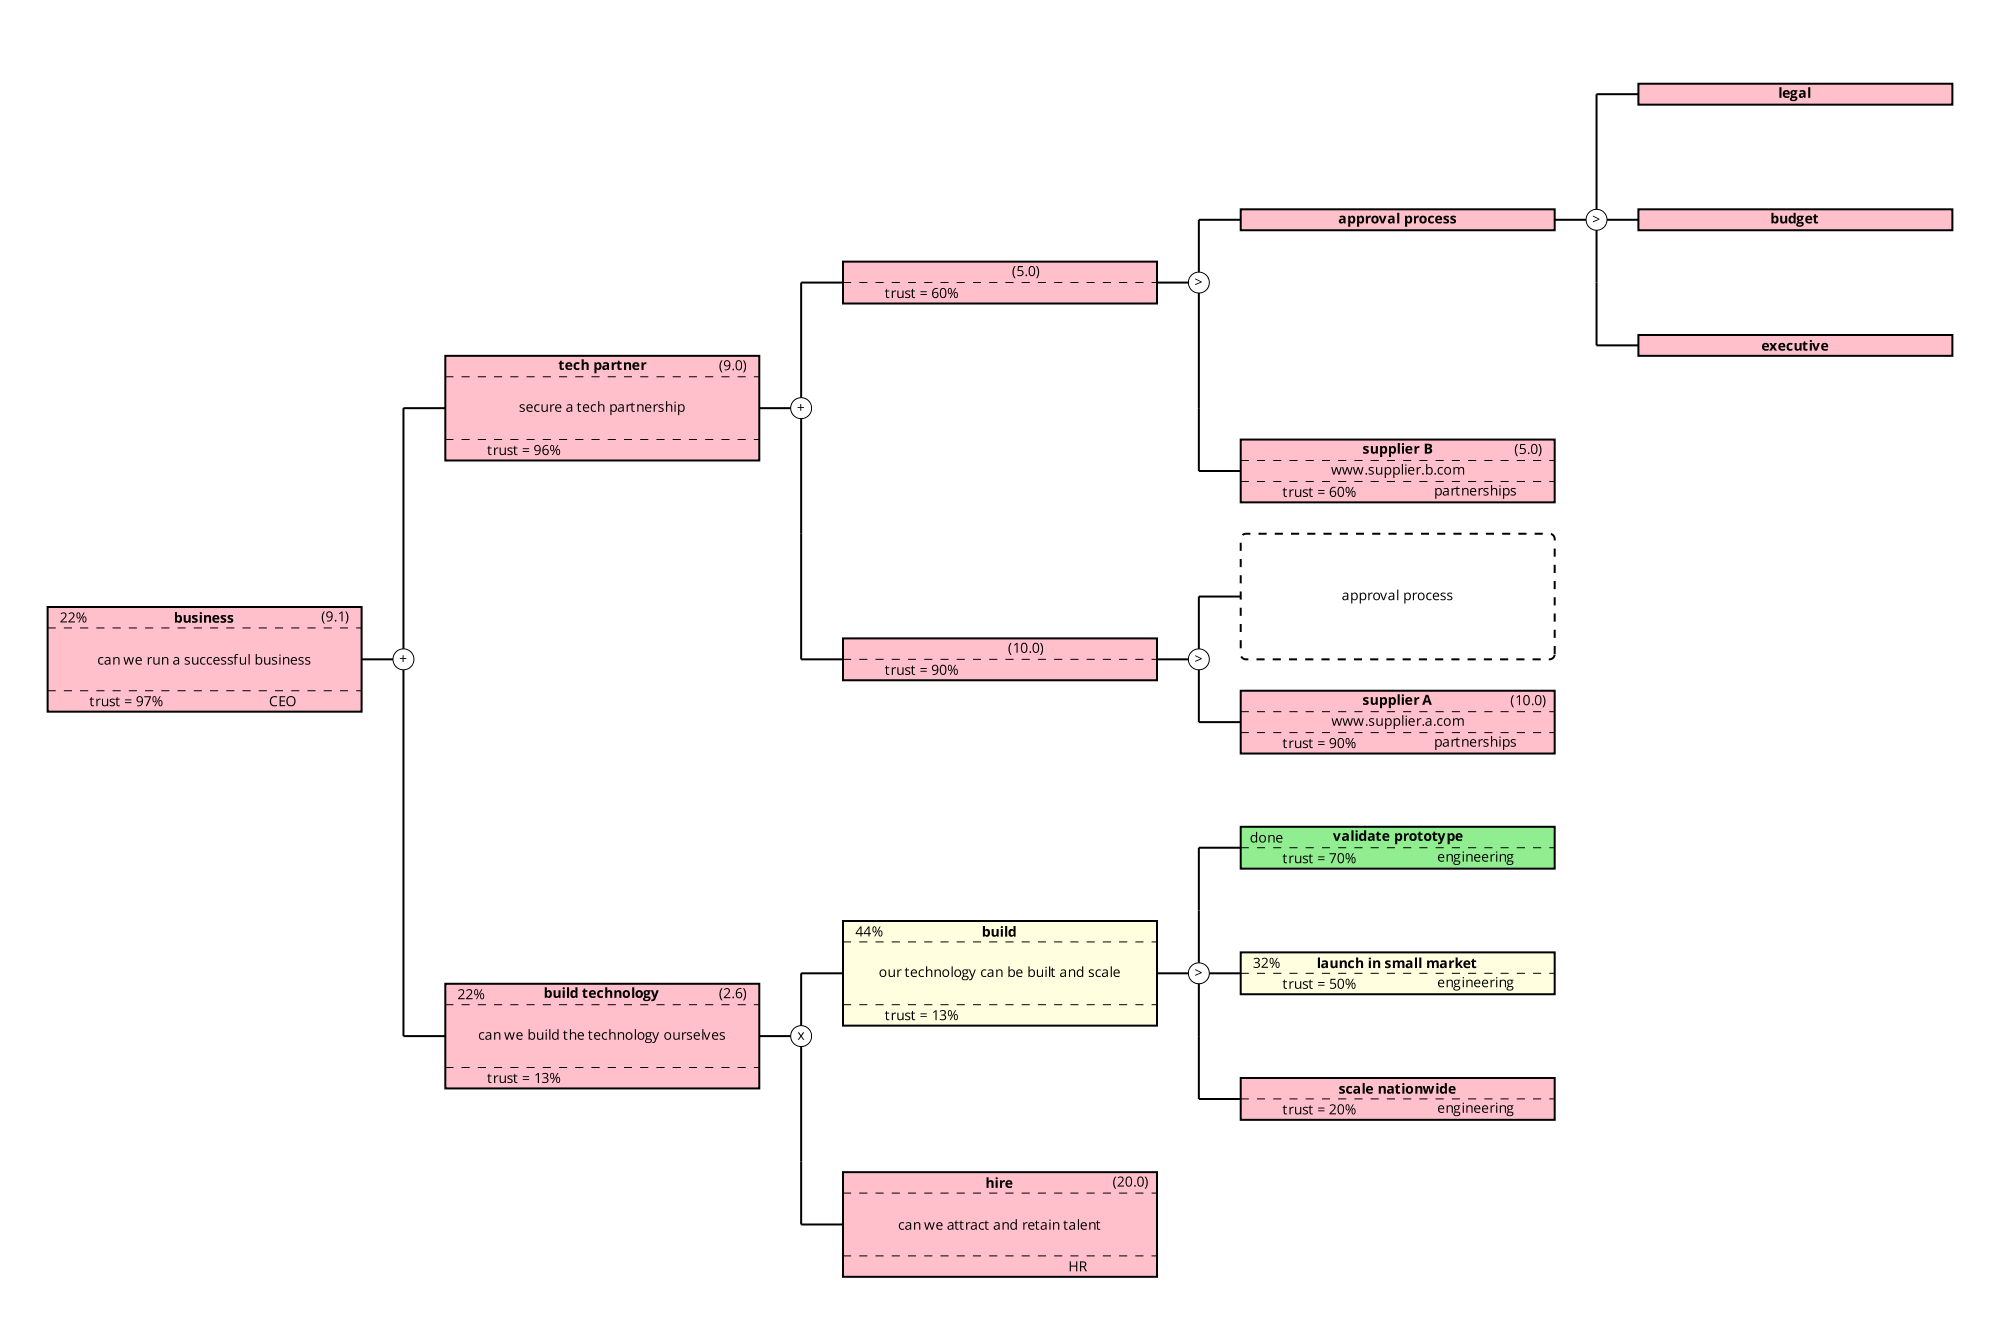 22% business (9.1)
can we run a successful business
trust = 97% CEO
+
tech partner (9.0)
secure a tech partnership
trust = 96%
+
(5.0)
trust = 60%
>
approval process
>
legal
budget
executive
supplier B (5.0)
www.supplier.b.com
trust = 60% partnerships
(10.0)
trust = 90%
>
approval process
supplier A (10.0)
www.supplier.a.com
trust = 90% partnerships
22% build technology (2.6)
can we build the technology ourselves
trust = 13%
x
44% build
our technology can be built and scale
trust = 13%
>
done validate prototype
trust = 70% engineering
32% launch in small market
trust = 50% engineering
scale nationwide
trust = 20% engineering
hire (20.0)
can we attract and retain talent
HR